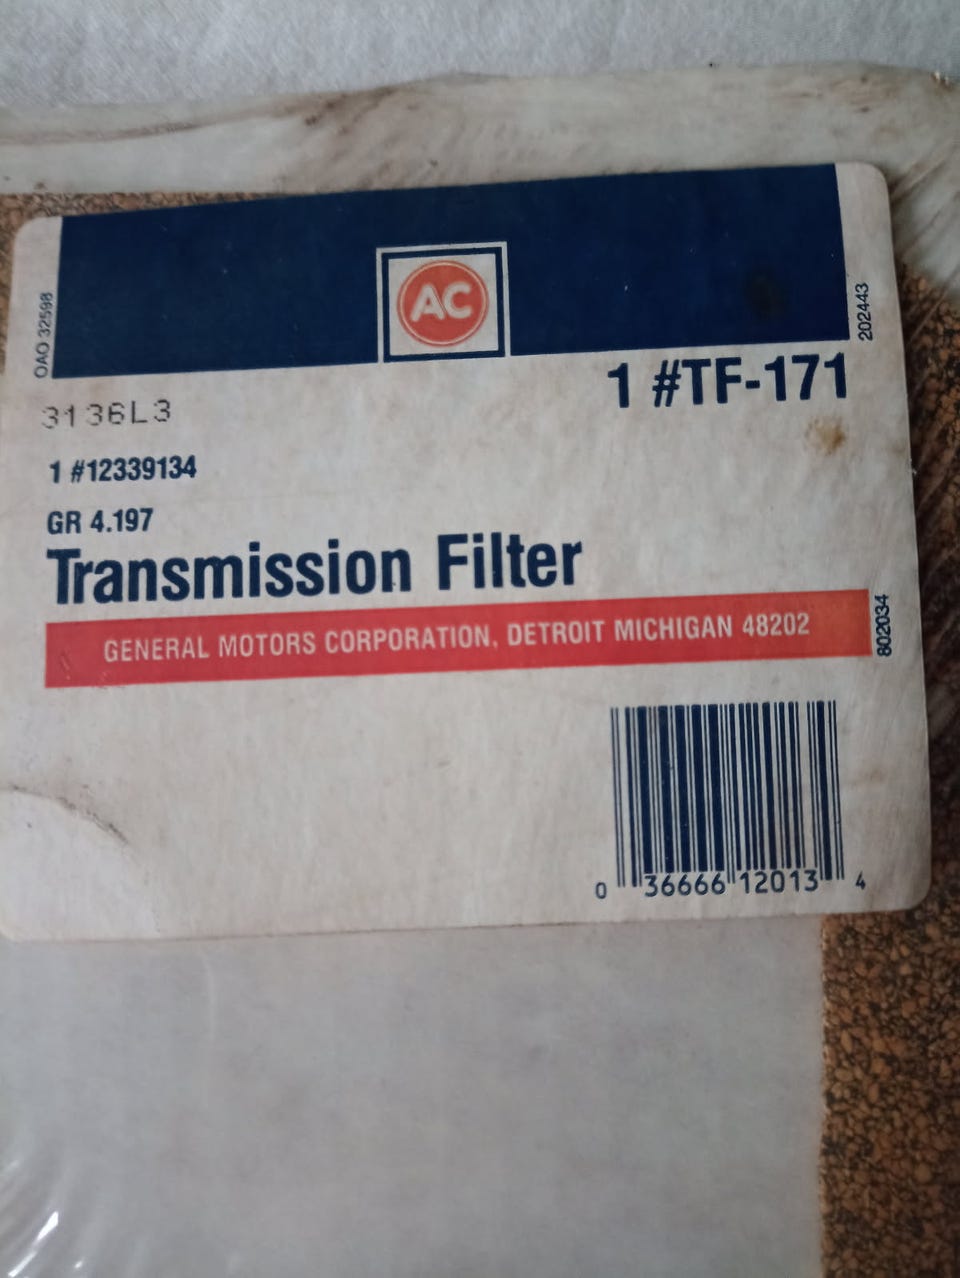 AC
OAO 32598
202443
1 #TF-171
3136L3
1 #12339134
GR 4.197
Transmission Filter
GENERAL MOTORS CORPORATION, DETROIT MICHIGAN 48202
802034
0 36666 12013 4